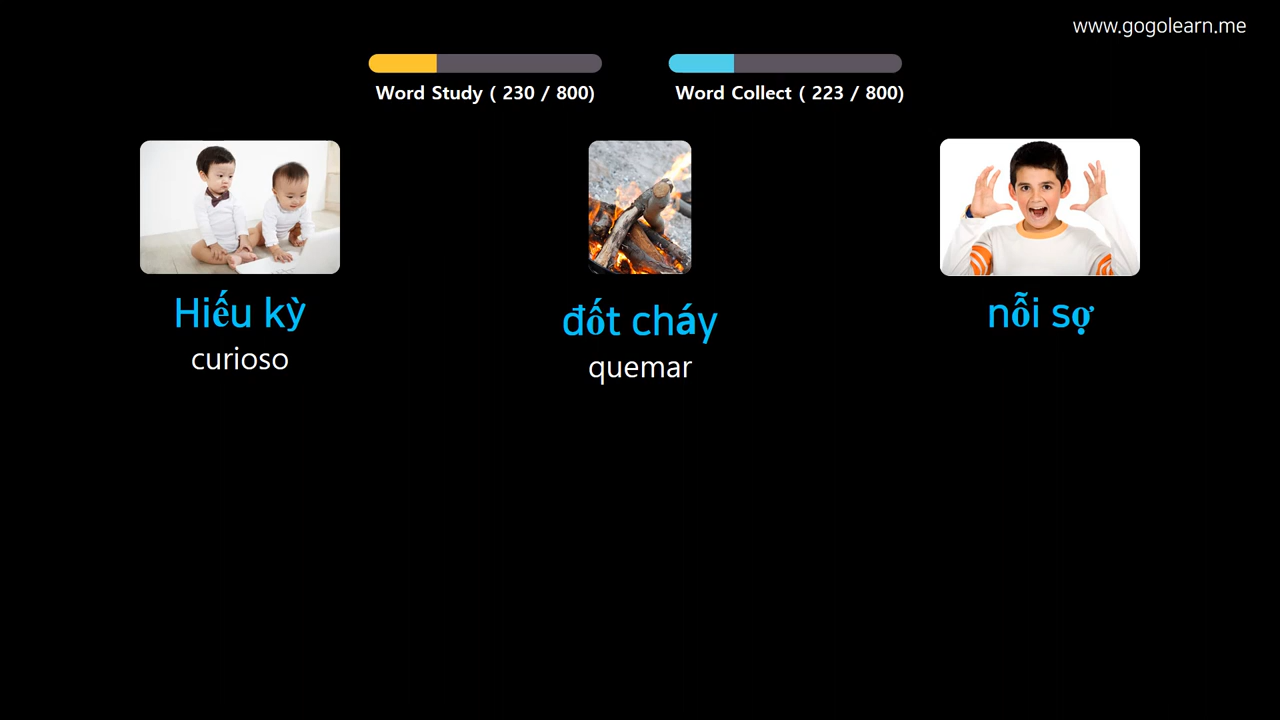 www.gogolearn.me
Word Study ( 230 / 800)
Word Collect ( 223 / 800)
Hiếu kỳ
curioso
đốt cháy
quemar
nỗi sợ